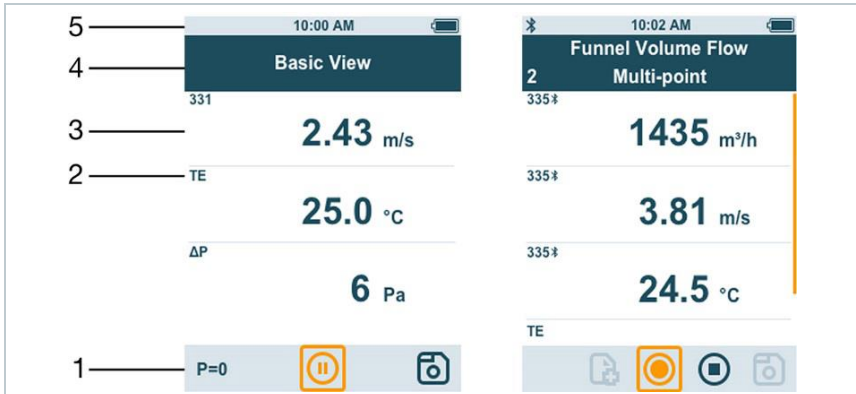 5
4
3
2
1
10:00 AM
Basic View
331
2.43 m/s
TE
25.0 °C
ΔP
6 Pa
P=0
10:02 AM
Funnel Volume Flow
2 Multi-point
335
1435 m³/h
335
3.81 m/s
335
24.5 °C
TE